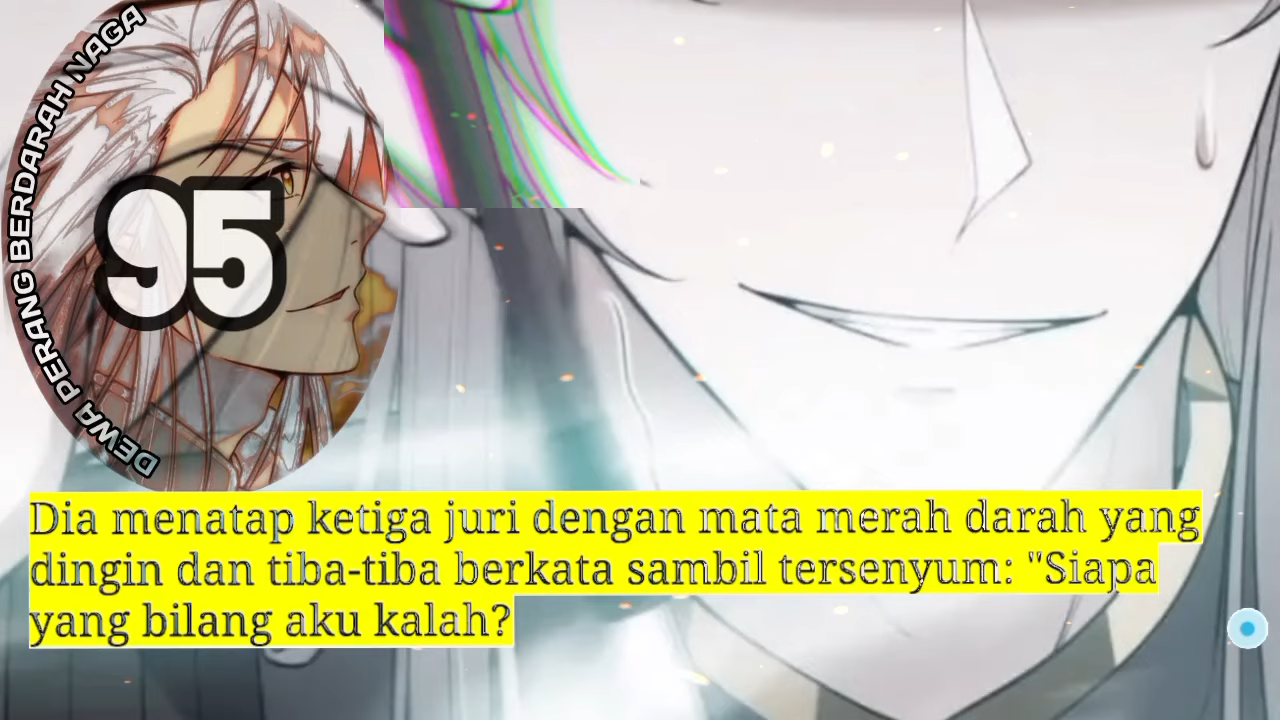 DEWA PERANG BERDARAH NAGA
95
Dia menatap ketiga juri dengan mata merah darah yang
dingin dan tiba-tiba berkata sambil tersenyum: "Siapa
yang bilang aku kalah?